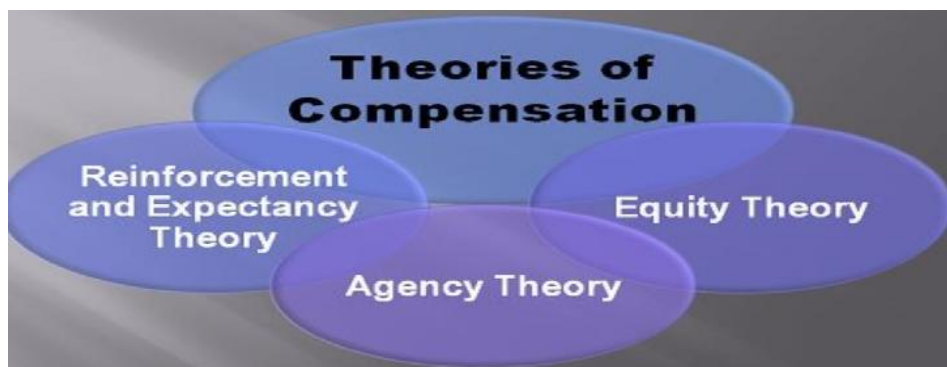 Theories of
Compensation
Reinforcement
and Expectancy
Theory
Equity Theory
Agency Theory